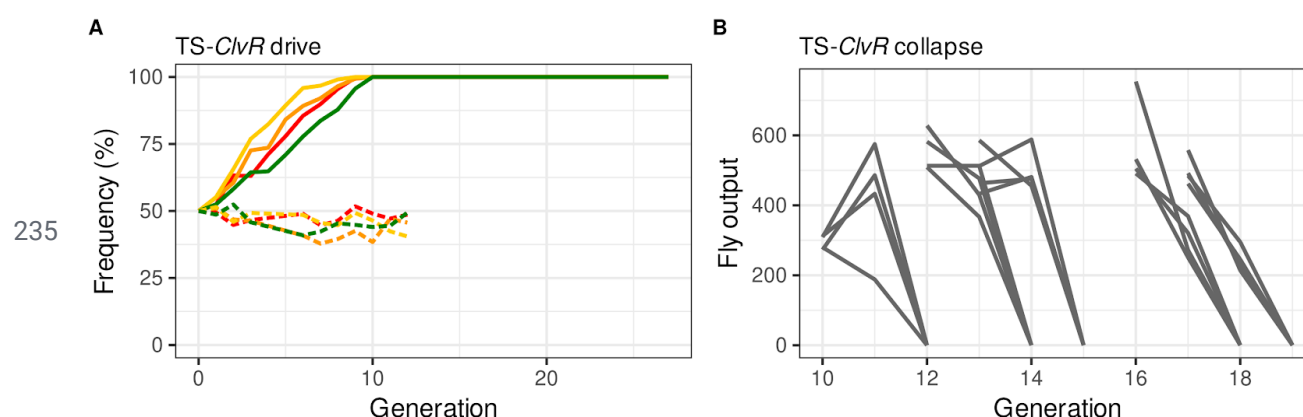 A
TS-ClvR drive
100
75
50
25
0
Frequency (%)
0 10 20
Generation
235
B
TS-ClvR collapse
600
400
200
0
Fly output
10 12 14 16 18
Generation